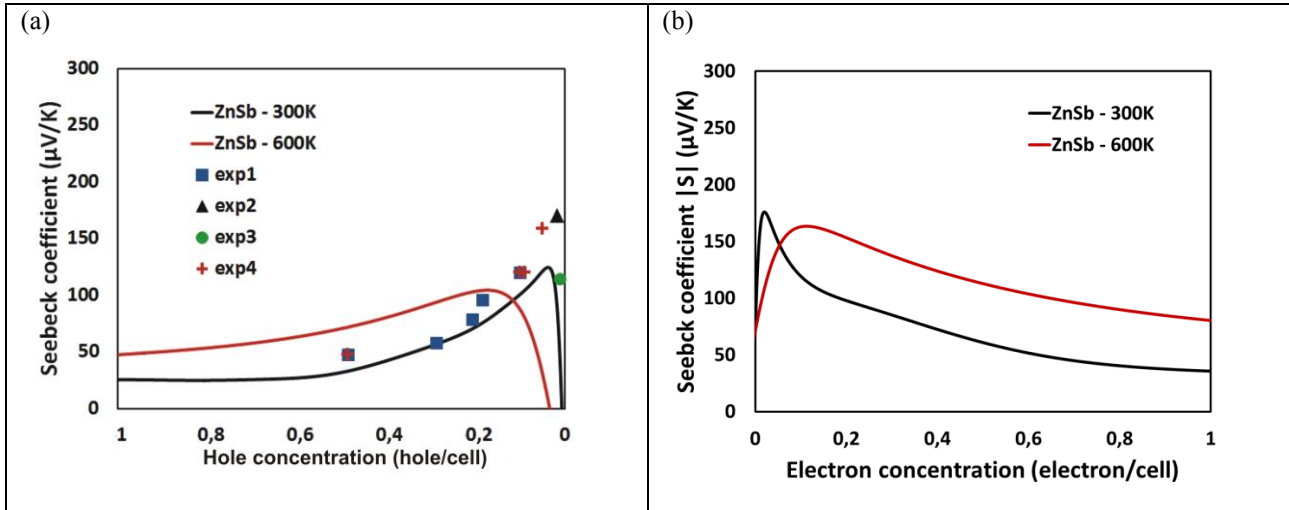 (a)
300
250
200
150
100
50
0
Seebeck coefficient (µV/K)
ZnSb - 300K
ZnSb - 600K
exp1
exp2
exp3
exp4
1 0,8 0,6 0,4 0,2 0
Hole concentration (hole/cell)
(b)
300
250
200
150
100
50
0
Seebck coefficient |S| (µV/K)
ZnSb - 300K
ZnSb - 600K
0 0,2 0,4 0,6 0,8 1
Electron concentration (electron/cell)